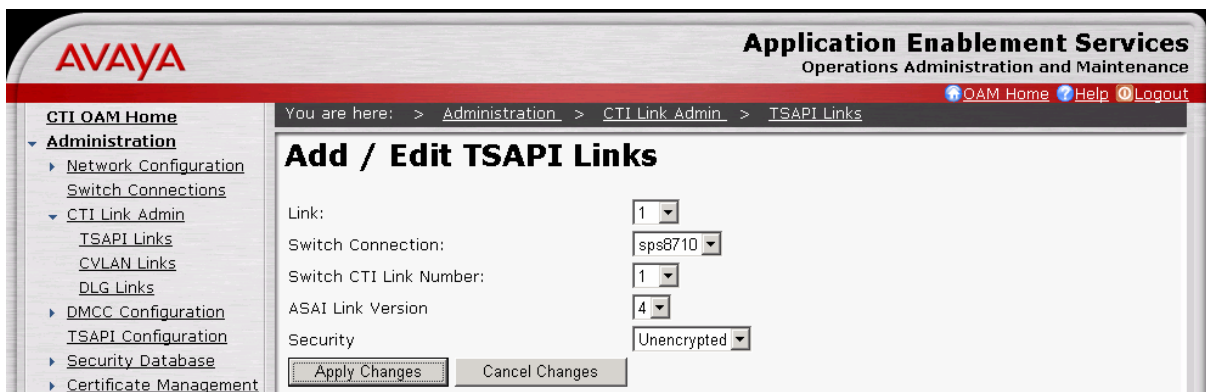 AVAYA
Application Enablement Services
Operations Administration and Maintenance
OAM Home ? Help Logout
CTI OAM Home
You are here: > Administration > CTI Link Admin > TSAPI Links
Administration
Network Configuration
Switch Connections
CTI Link Admin
TSAPI Links
CVLAN Links
DLG Links
DMCC Configuration
TSAPI Configuration
Security Database
Certificate Management
Add / Edit TSAPI Links
Link: 1
Switch Connection: sps8710
Switch CTI Link Number: 1
ASAI Link Version 4
Security Unencrypted
Apply Changes Cancel Changes